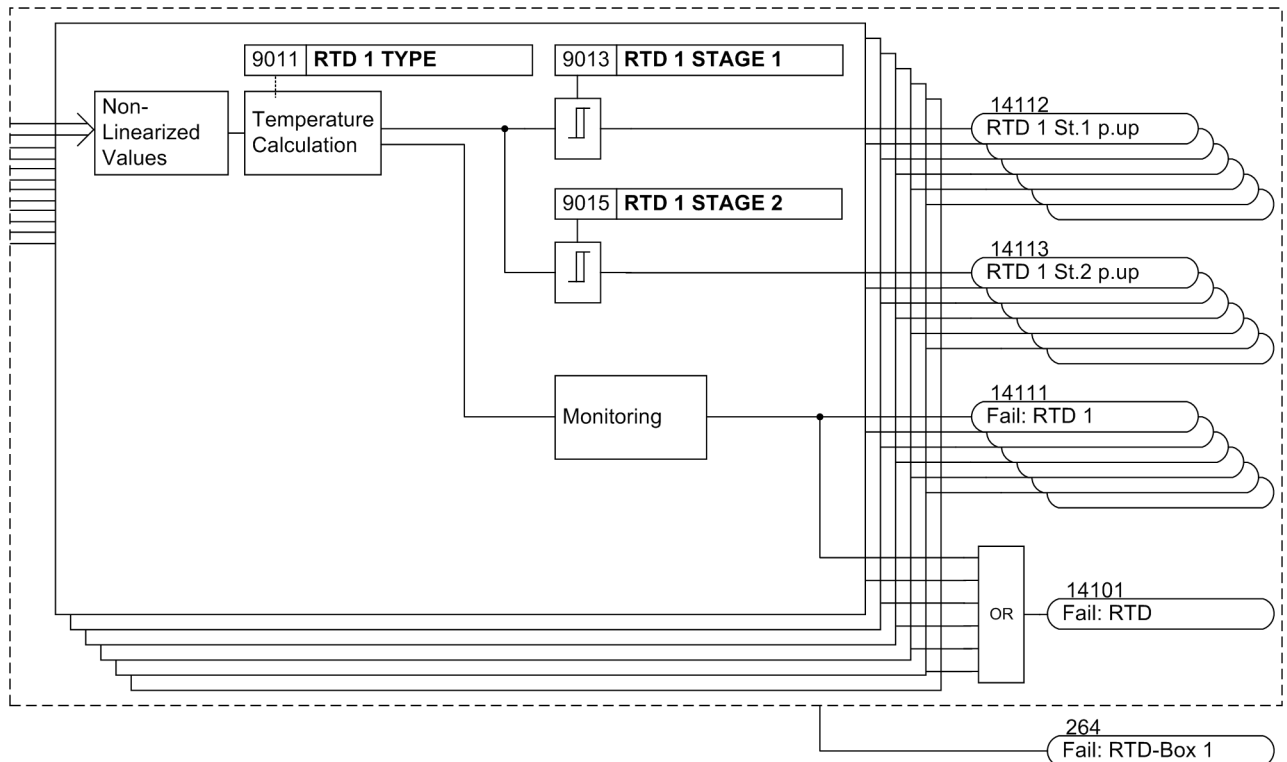 9011 RTD 1 TYPE
9013 RTD 1 STAGE 1
Non-
Linearized
Values
Temperature
Calculation
14112
RTD 1 St.1 p.up
9015 RTD 1 STAGE 2
14113
RTD 1 St.2 p.up
Monitoring
14111
Fail: RTD 1
OR
14101
Fail: RTD
264
Fail: RTD-Box 1